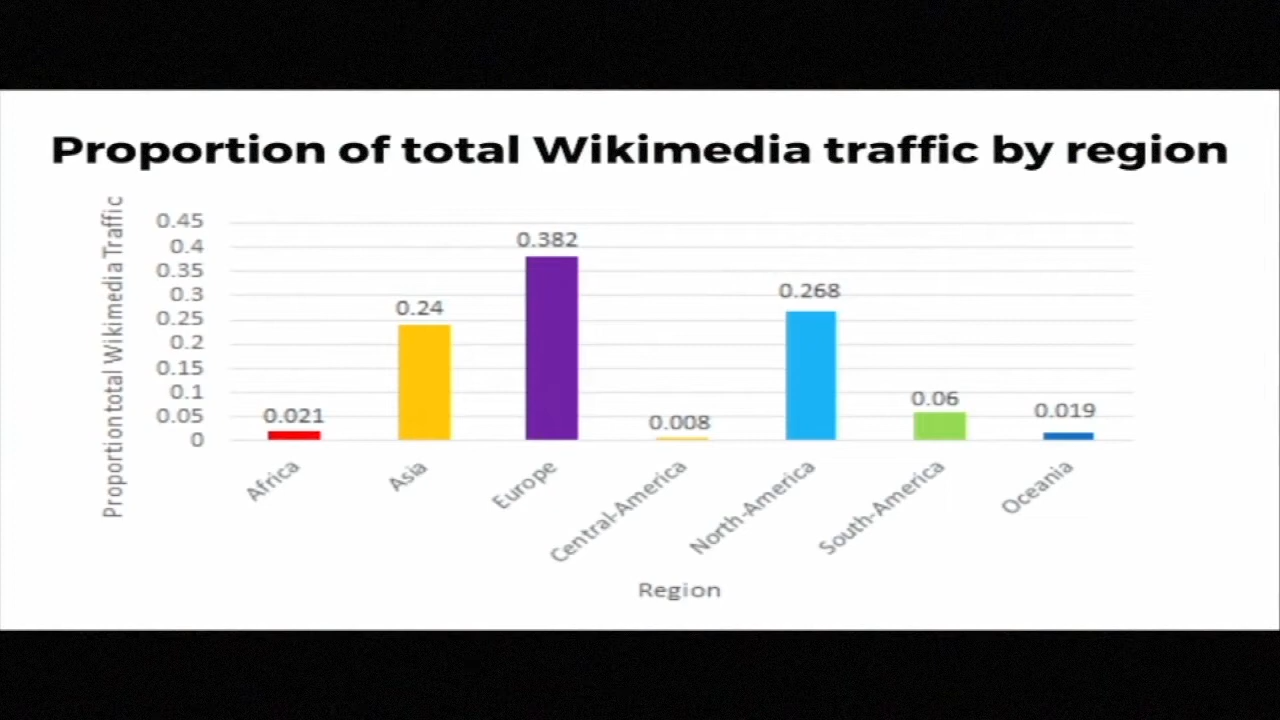 Proportion of total Wikimedia traffic by region
Proportion total Wikimedia Traffic
0.45
0.4
0.35
0.3
0.25
0.2
0.15
0.1
0.05
0
0.021
0.24
0.382
0.008
0.268
0.06
0.019
Africa
Asia
Europe
Central-America
North-America
South-America
Oceania
Region